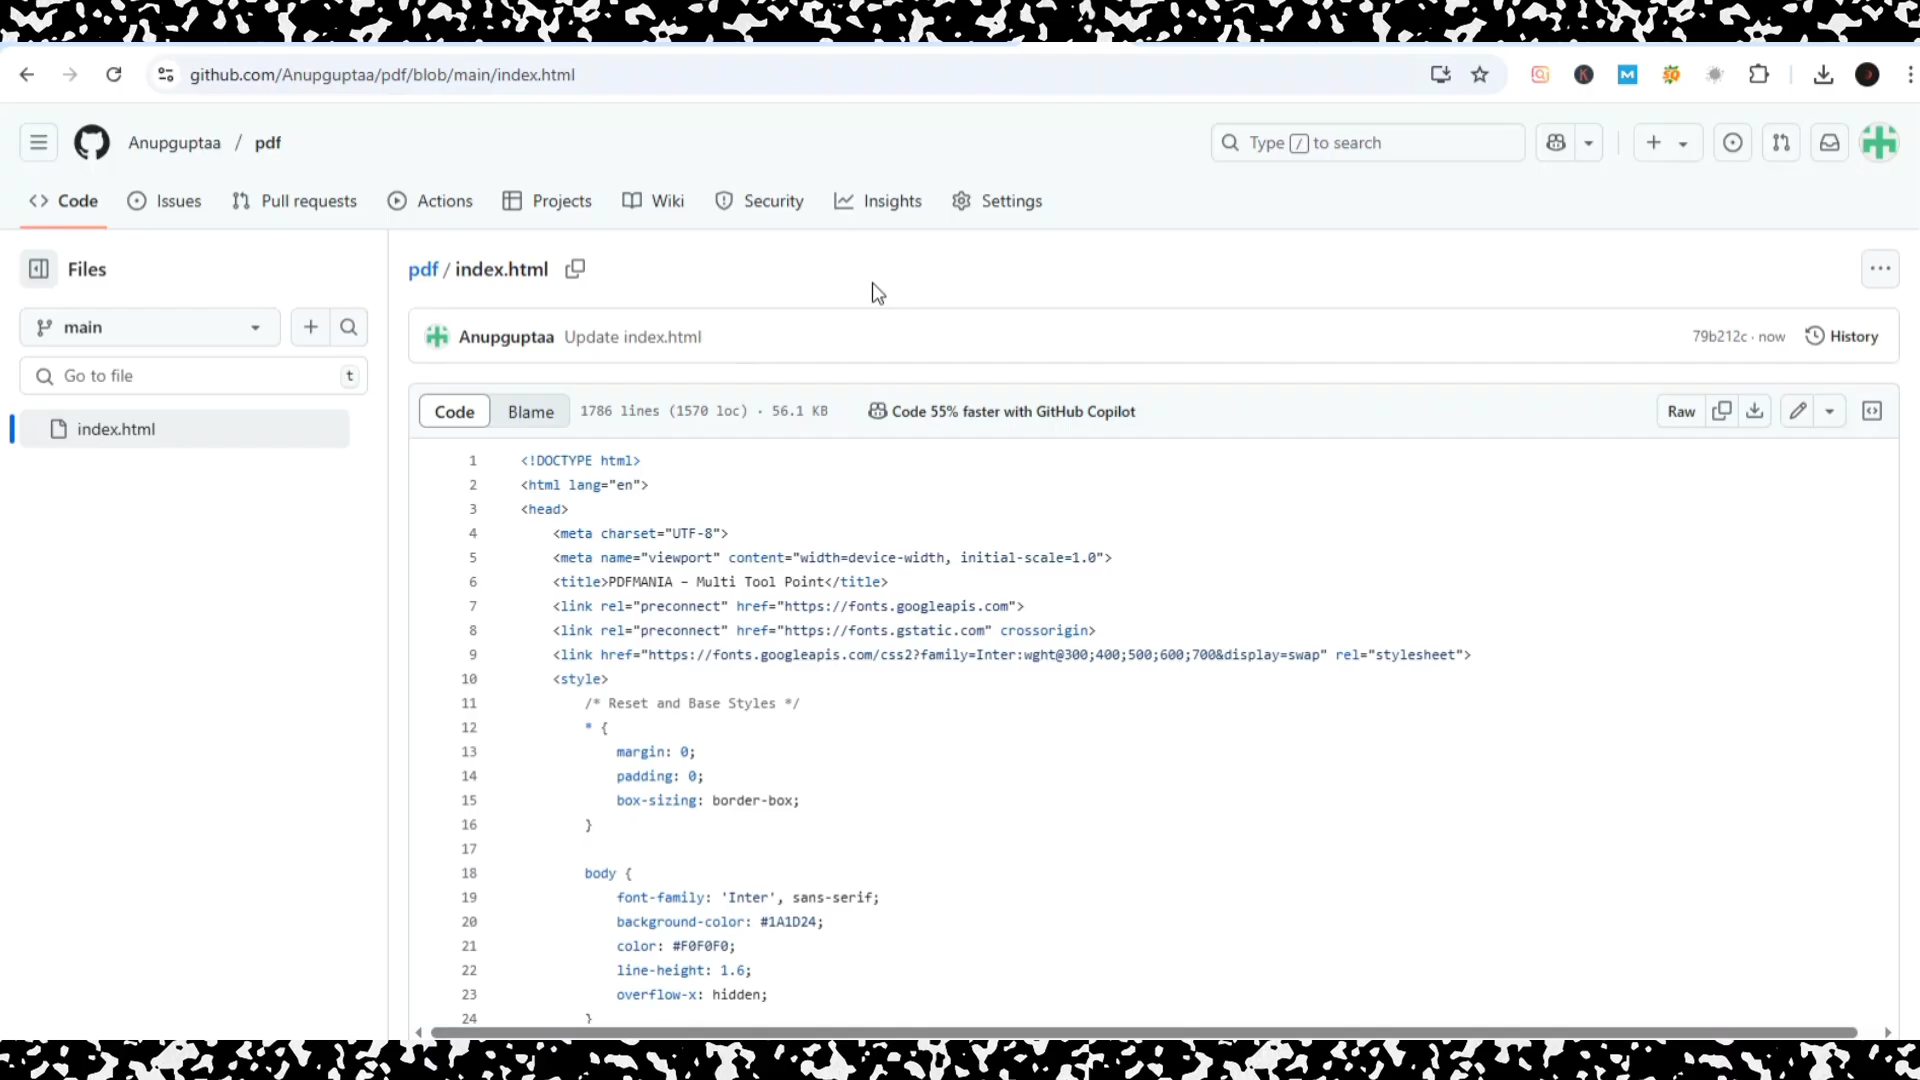 github.com/Anupguptaa/pdf/blob/main/index.html
Anupguptaa / pdf
Type / to search
Code Issues Pull requests Actions Projects Wiki Security Insights Settings
Files
pdf / index.html
main
Anupguptaa Update index.html
79b212c · now History
Go to file t
index.html
Code Blame 1786 lines (1570 loc) · 56.1 KB Code 55% faster with GitHub Copilot Raw
1 <!DOCTYPE html>
2 <html lang="en">
3 <head>
4 <meta charset="UTF-8">
5 <meta name="viewport" content="width=device-width, initial-scale=1.0">
6 <title>PDFMANIA – Multi Tool Point</title>
7 <link rel="preconnect" href="https://fonts.googleapis.com">
8 <link rel="preconnect" href="https://fonts.gstatic.com" crossorigin>
9 <link href="https://fonts.googleapis.com/css2?family=Inter:wght@300;400;500;600;700&display=swap" rel="stylesheet">
10 <style>
11 /* Reset and Base Styles */
12 * {
13 margin: 0;
14 padding: 0;
15 box-sizing: border-box;
16 }
17
18 body {
19 font-family: 'Inter', sans-serif;
20 background-color: #1A1D24;
21 color: #F0F0F0;
22 line-height: 1.6;
23 overflow-x: hidden;
24 }